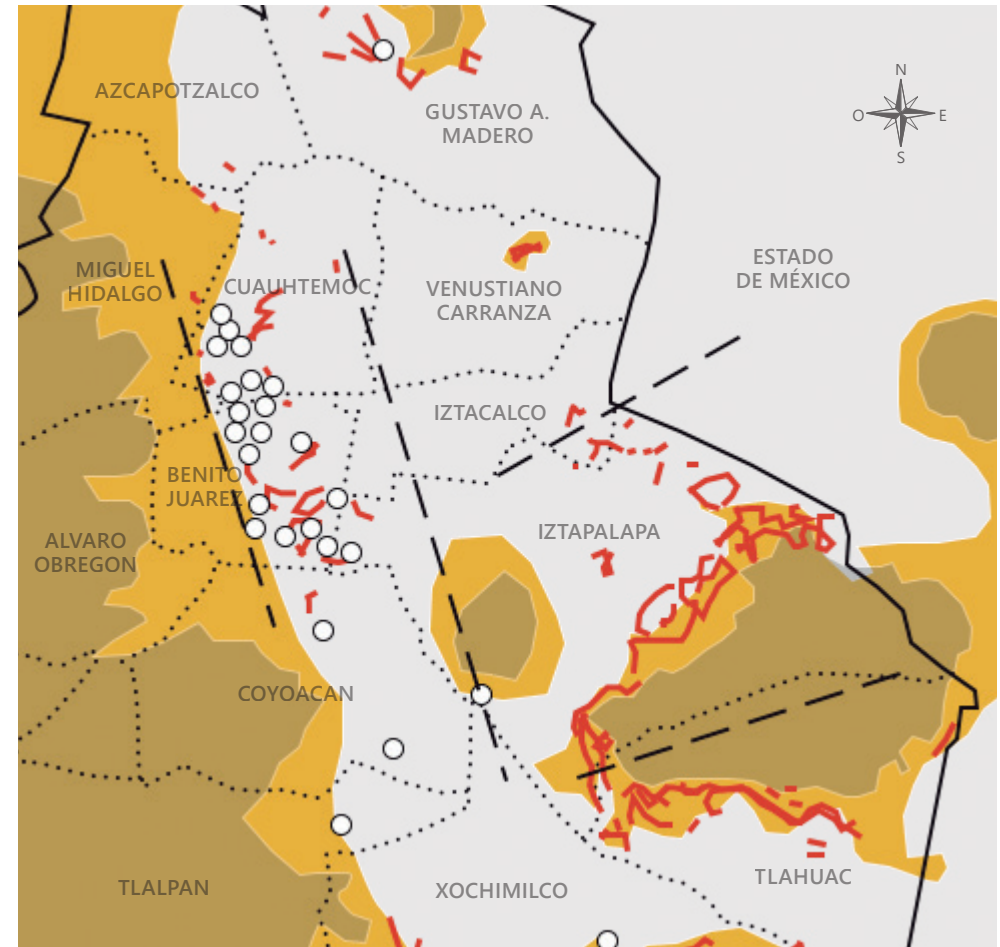 N
O
E
S
AZCAPOTZALCO
GUSTAVO A.
MADERO
ESTADO
DE MÉXICO
MIGUEL
HIDALGO
CUAUHTEMOC
VENUSTIANO
CARRANZA
IZTACALCO
BENITO
JUAREZ
IZTAPALAPA
ALVARO
OBREGON
COYOACAN
TLALPAN
XOCHIMILCO
TLAHUAC